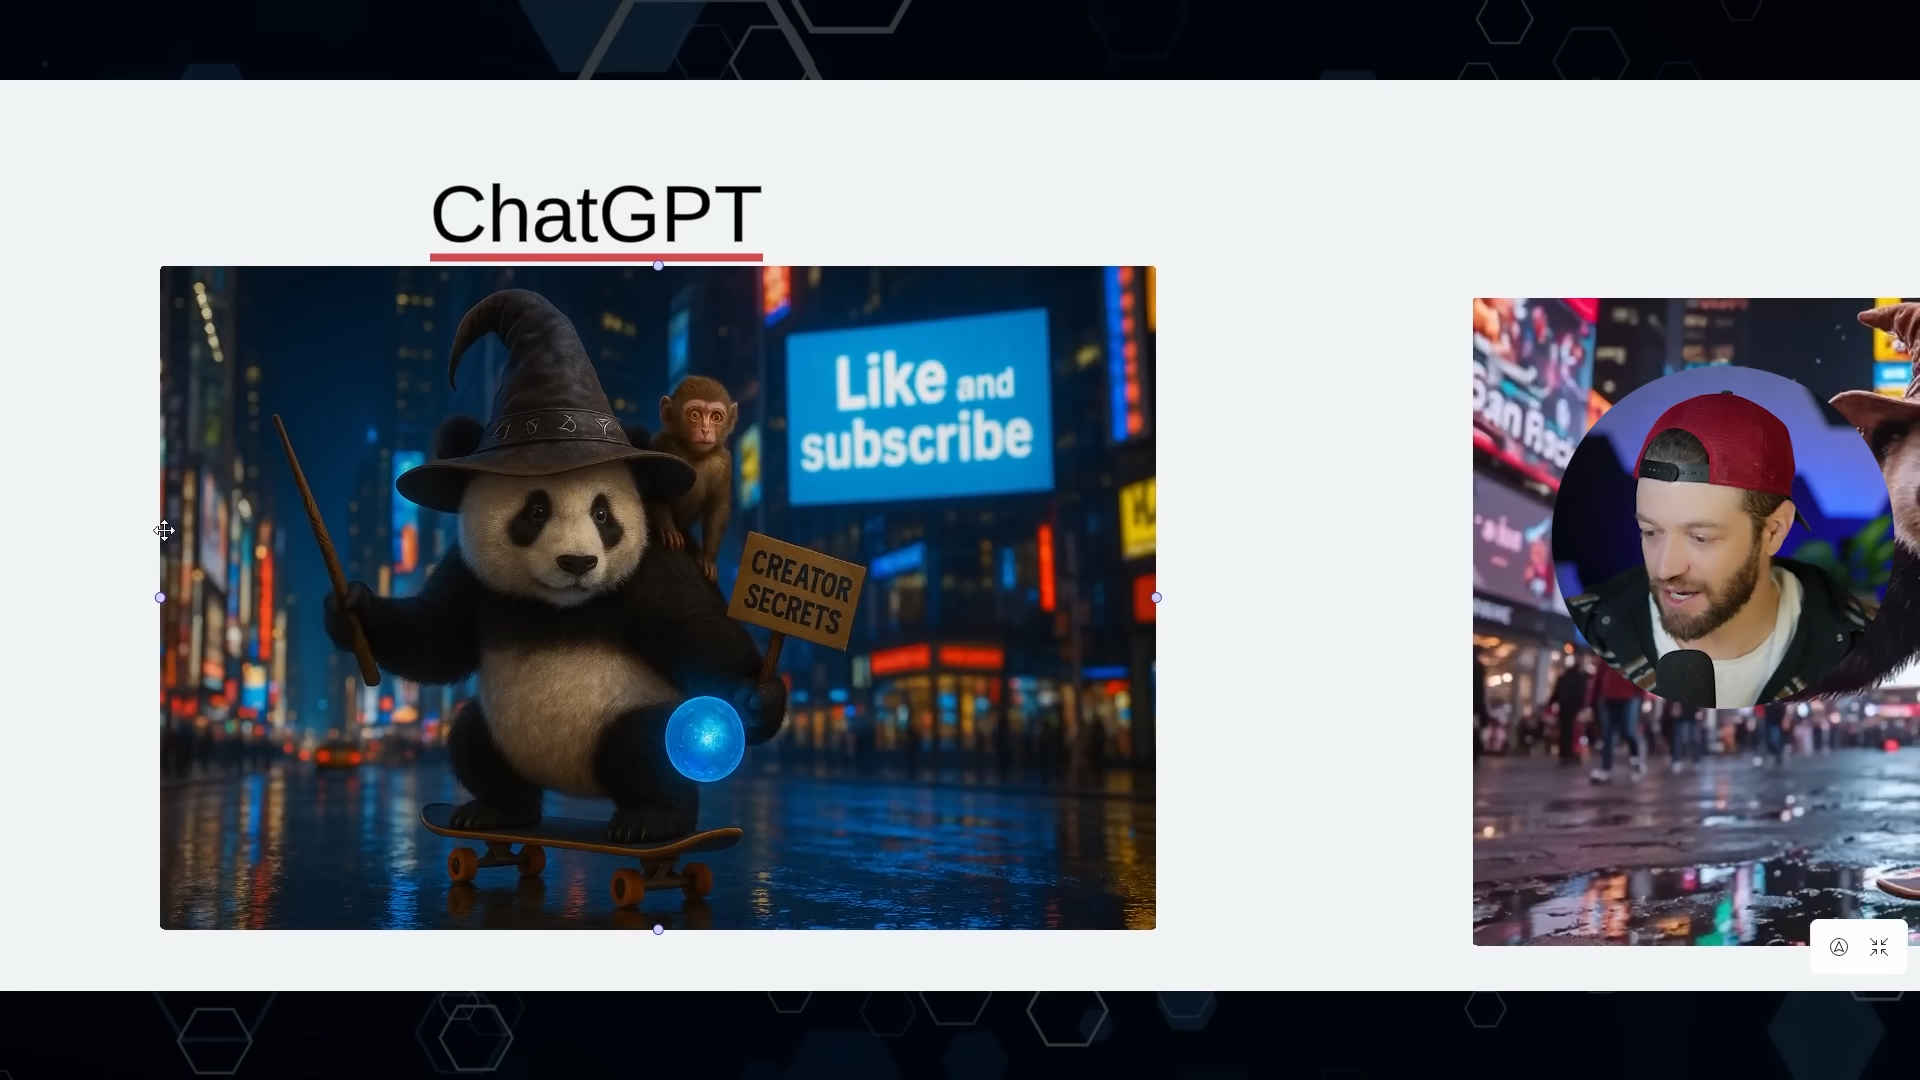 ChatGPT
Like and
subscribe
CREATOR
SECRETS